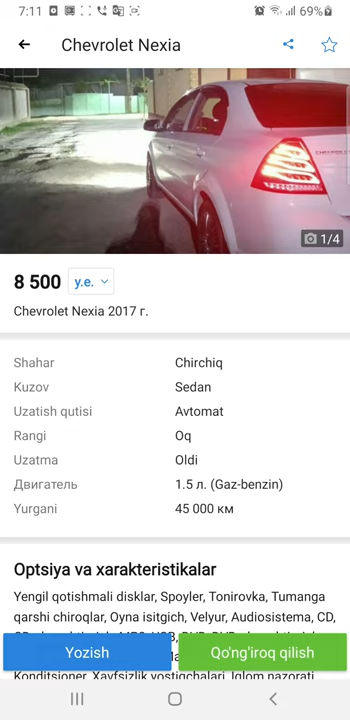 7:11 69%
Chevrolet Nexia
1/4
8 500 y.e.
Chevrolet Nexia 2017 г.
Shahar Chirchiq
Kuzov Sedan
Uzatish qutisi Avtomat
Rangi Oq
Uzatma Oldi
Двигатель 1.5 л. (Gaz-benzin)
Yurgani 45 000 км
Optsiya va xarakteristikalar
Yengil qotishmali disklar, Spoyler, Tonirovka, Tumanga
qarshi chiroqlar, Oyna isitgich, Velyur, Audiosistema, CD,
Yozish Qo'ng'iroq qilish
Konditsioner, Xavfsizlik yostiqchalari, Iqlom nazorati